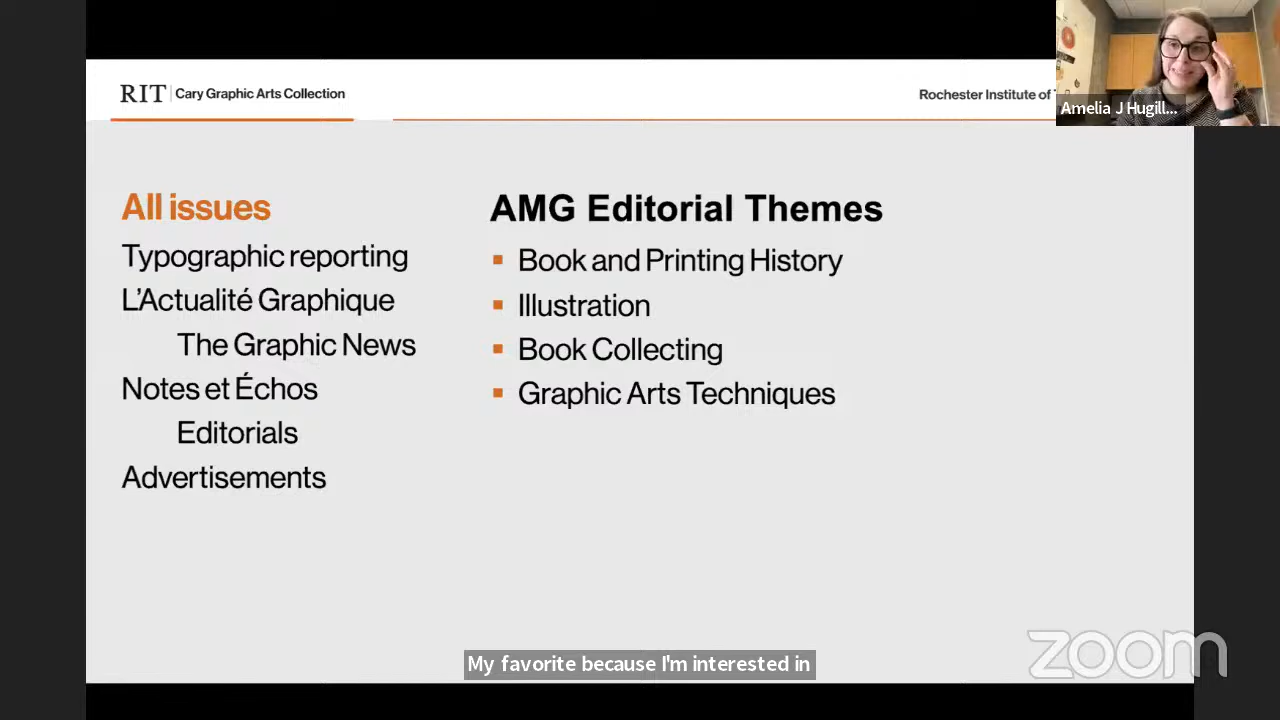 RIT | Cary Graphic Arts Collection
Rochester Institute of
Amelia J Hugill...
All issues
Typographic reporting
L’Actualité Graphique
The Graphic News
Notes et Échos
Editorials
Advertisements
AMG Editorial Themes
Book and Printing History
Illustration
Book Collecting
Graphic Arts Techniques
My favorite because I'm interested in
zoom